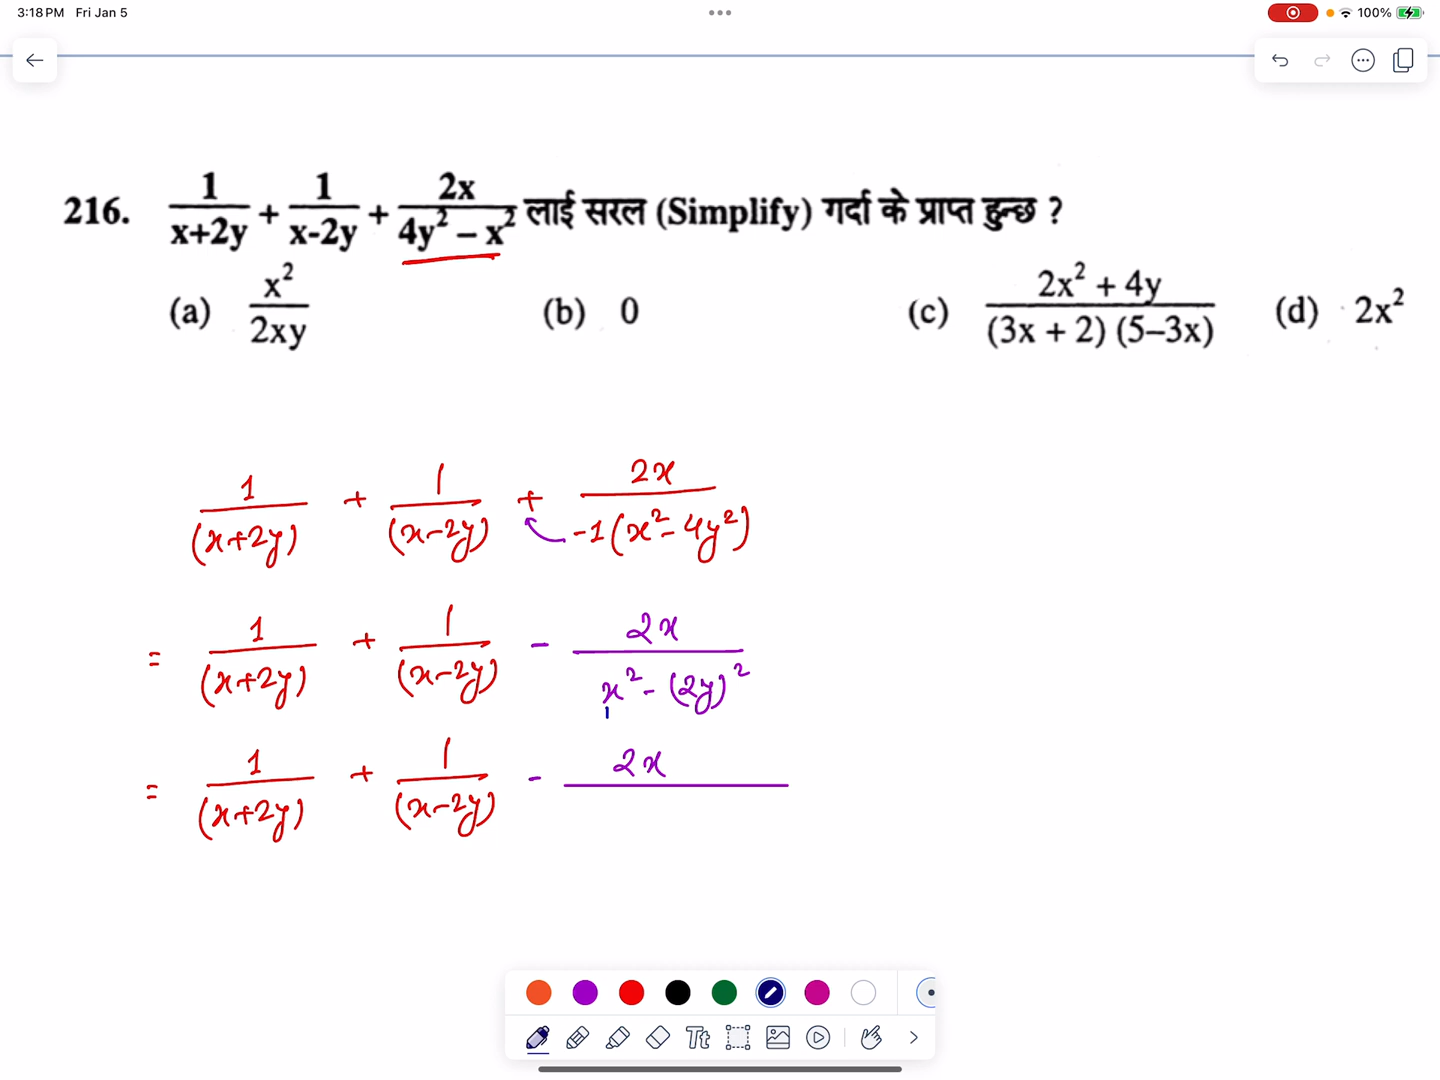 3:18 PM Fri Jan 5
100%
216. 1/(x+2y) + 1/(x-2y) + 2x/(4y² – x²) लाई सरल (Simplify) गर्दा के प्राप्त हुन्छ ?
(a) x²/2xy (b) 0 (c) (2x² + 4y)/((3x + 2) (5–3x)) (d) 2x²
1/(x+2y) + 1/(x-2y) + 2x/(-1(x²-4y²))
= 1/(x+2y) + 1/(x-2y) - 2x/(x²-(2y)²)
= 1/(x+2y) + 1/(x-2y) - 2x/
Tt